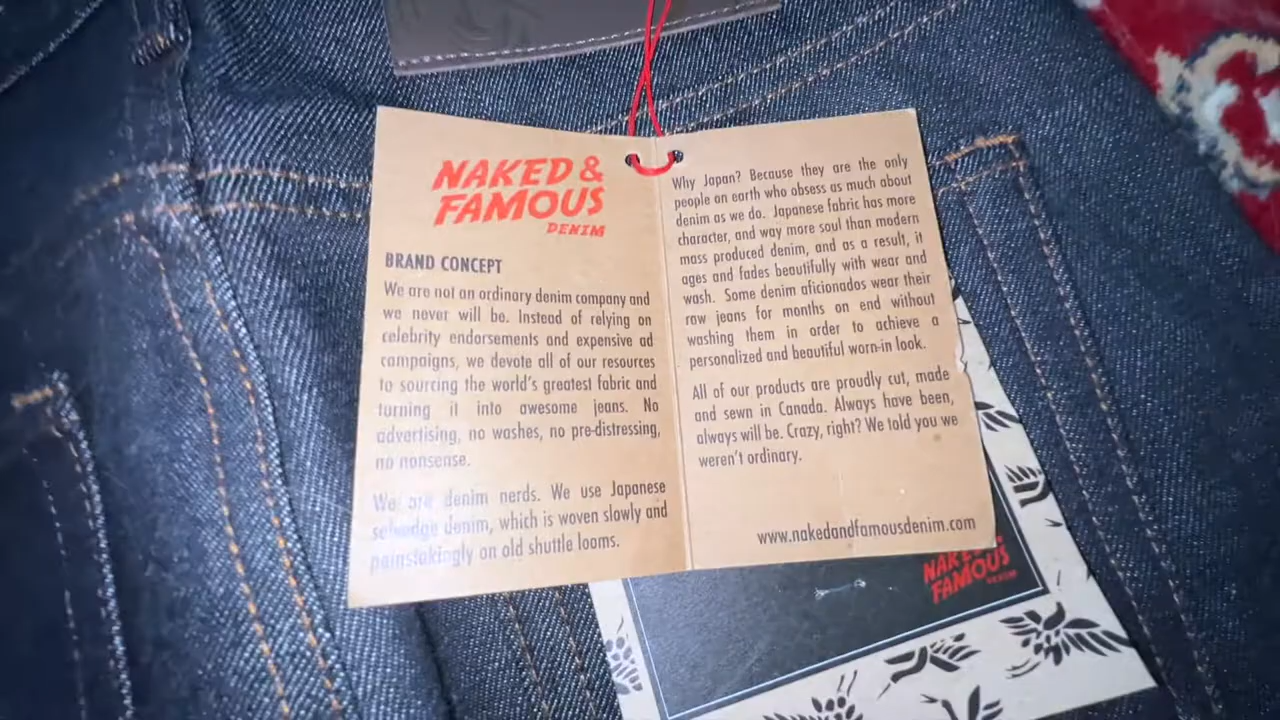 NAKED &
FAMOUS
DENIM
BRAND CONCEPT
We are not an ordinary denim company and
we never will be. Instead of relying on
celebrity endorsements and expensive ad
campaigns, we devote all of our resources
to sourcing the world's greatest fabric and
turning it into awesome jeans. No
advertising, no washes, no pre-distressing,
no nonsense.
We are denim nerds. We use Japanese
selvedge denim, which is woven slowly and
painstakingly on old shuttle looms.
Why Japan? Because they are the only
people on earth who obsess as much about
denim as we do. Japanese fabric has more
character, and way more soul than modern
mass produced denim, and as a result, it
ages and fades beautifully with wear and
wash. Some denim aficionados wear their
raw jeans for months on end without
washing them in order to achieve a
personalized and beautiful worn-in look.
All of our products are proudly cut, made
and sewn in Canada. Always have been,
always will be. Crazy, right? We told you we
weren't ordinary.
www.nakedandfamousdenim.com
NAKED &
FAMOUS
DENIM